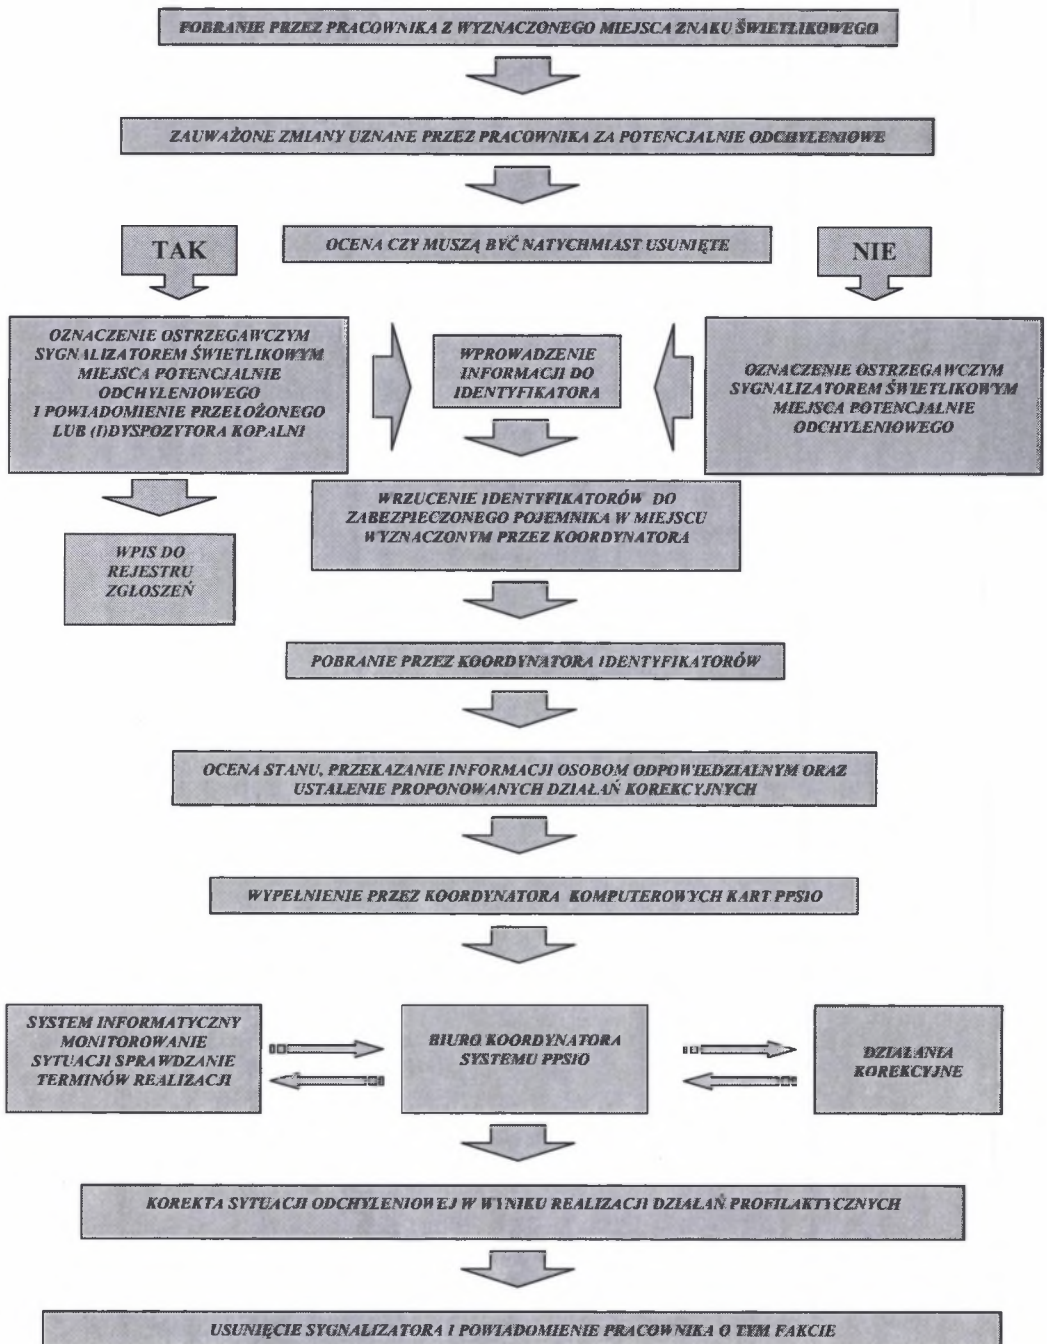 POBRANIE PRZEZ PRACOWNIKA Z WYZNACZONEGO MIEJSCA ZNAKU ŚWIETLIKOWEGO
ZAUWAŻONE ZMIANY UZNANE PRZEZ PRACOWNIKA ZA POTENCJALNIE ODCHYLENIOWE
OCENA CZY MUSZĄ BYĆ NATYCHMIAST USUNIĘTE
TAK
NIE
OZNACZENIE OSTRZEGAWCZYM
SYGNALIZATOREM ŚWIETLIKOWYM
MIEJSCA POTENCJALNIE
ODCHYLENIOWEGO
I POWIADOMIENIE PRZEŁOŻONEGO
LUB (I)DYSPOZYTORA KOPALNI
WPROWADZENIE
INFORMACJI DO
IDENTYFIKATORA
OZNACZENIE OSTRZEGAWCZYM
SYGNALIZATOREM ŚWIETLIKOWYM
MIEJSCA POTENCJALNIE
ODCHYLENIOWEGO
WPIS DO
REJESTRU
ZGŁOSZEŃ
WRZUCENIE IDENTYFIKATORÓW DO
ZABEZPIECZONEGO POJEMNIKA W MIEJSCU
WYZNACZONYM PRZEZ KOORDYNATORA
POBRANIE PRZEZ KOORDYNATORA IDENTYFIKATORÓW
OCENA STANU, PRZEKAZANIE INFORMACJI OSOBOM ODPOWIEDZIALNYM ORAZ
USTALENIE PROPONOWANYCH DZIAŁAŃ KOREKCYJNYCH
WYPEŁNIENIE PRZEZ KOORDYNATORA KOMPUTEROWYCH KART PPSIO
SYSTEM INFORMATYCZNY
MONITOROWANIE
SYTUACJI SPRAWDZANIE
TERMINÓW REALIZACJI
BIURO KOORDYNATORA
SYSTEMU PPSIO
DZIAŁANIA
KOREKCYJNE
KOREKTA SYTUACJI ODCHYLENIOWEJ W WYNIKU REALIZACJI DZIAŁAŃ PROFILAKTYCZNYCH
USUNIĘCIE SYGNALIZATORA I POWIADOMIENIE PRACOWNIKA O TYM FAKCIE